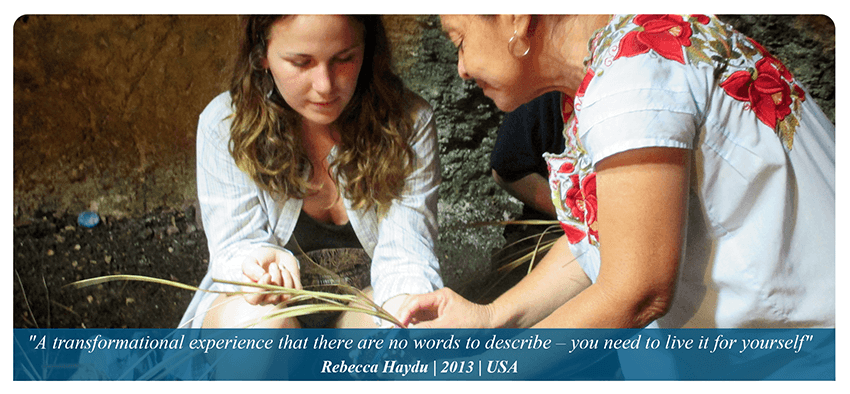 "A transformational experience that there are no words to describe – you need to live it for yourself"
Rebecca Haydu | 2013 | USA